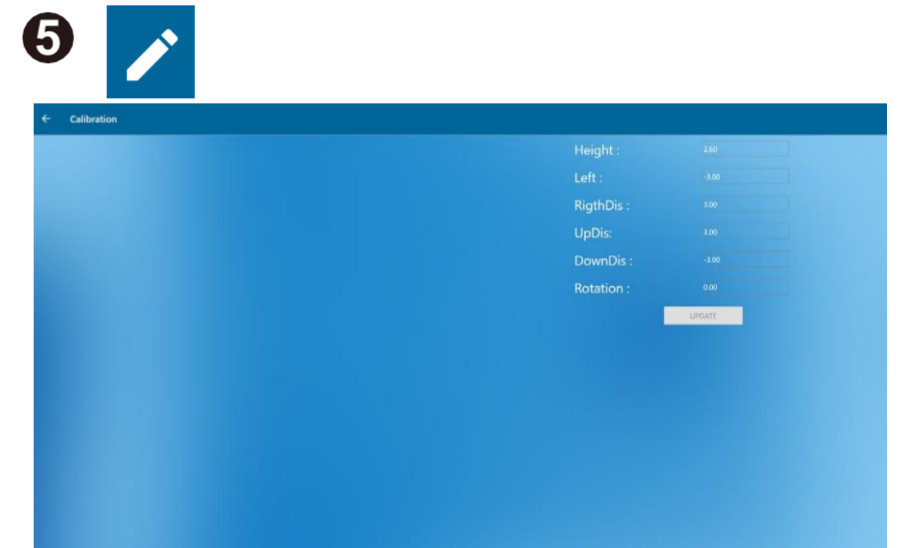 5
Calibration
Height : 2.60
Left : -3.00
RigthDis : 3.00
UpDis: 3.00
DownDis : -3.00
Rotation : 0.00
UPDATE